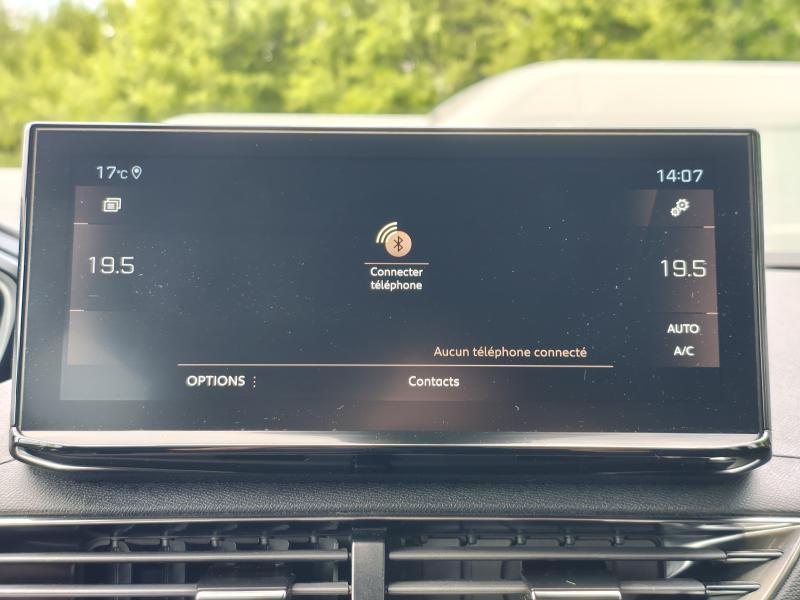 17°C
14:07
19.5
19.5
Connecter
téléphone
AUTO
A/C
Aucun téléphone connecté
OPTIONS
Contacts